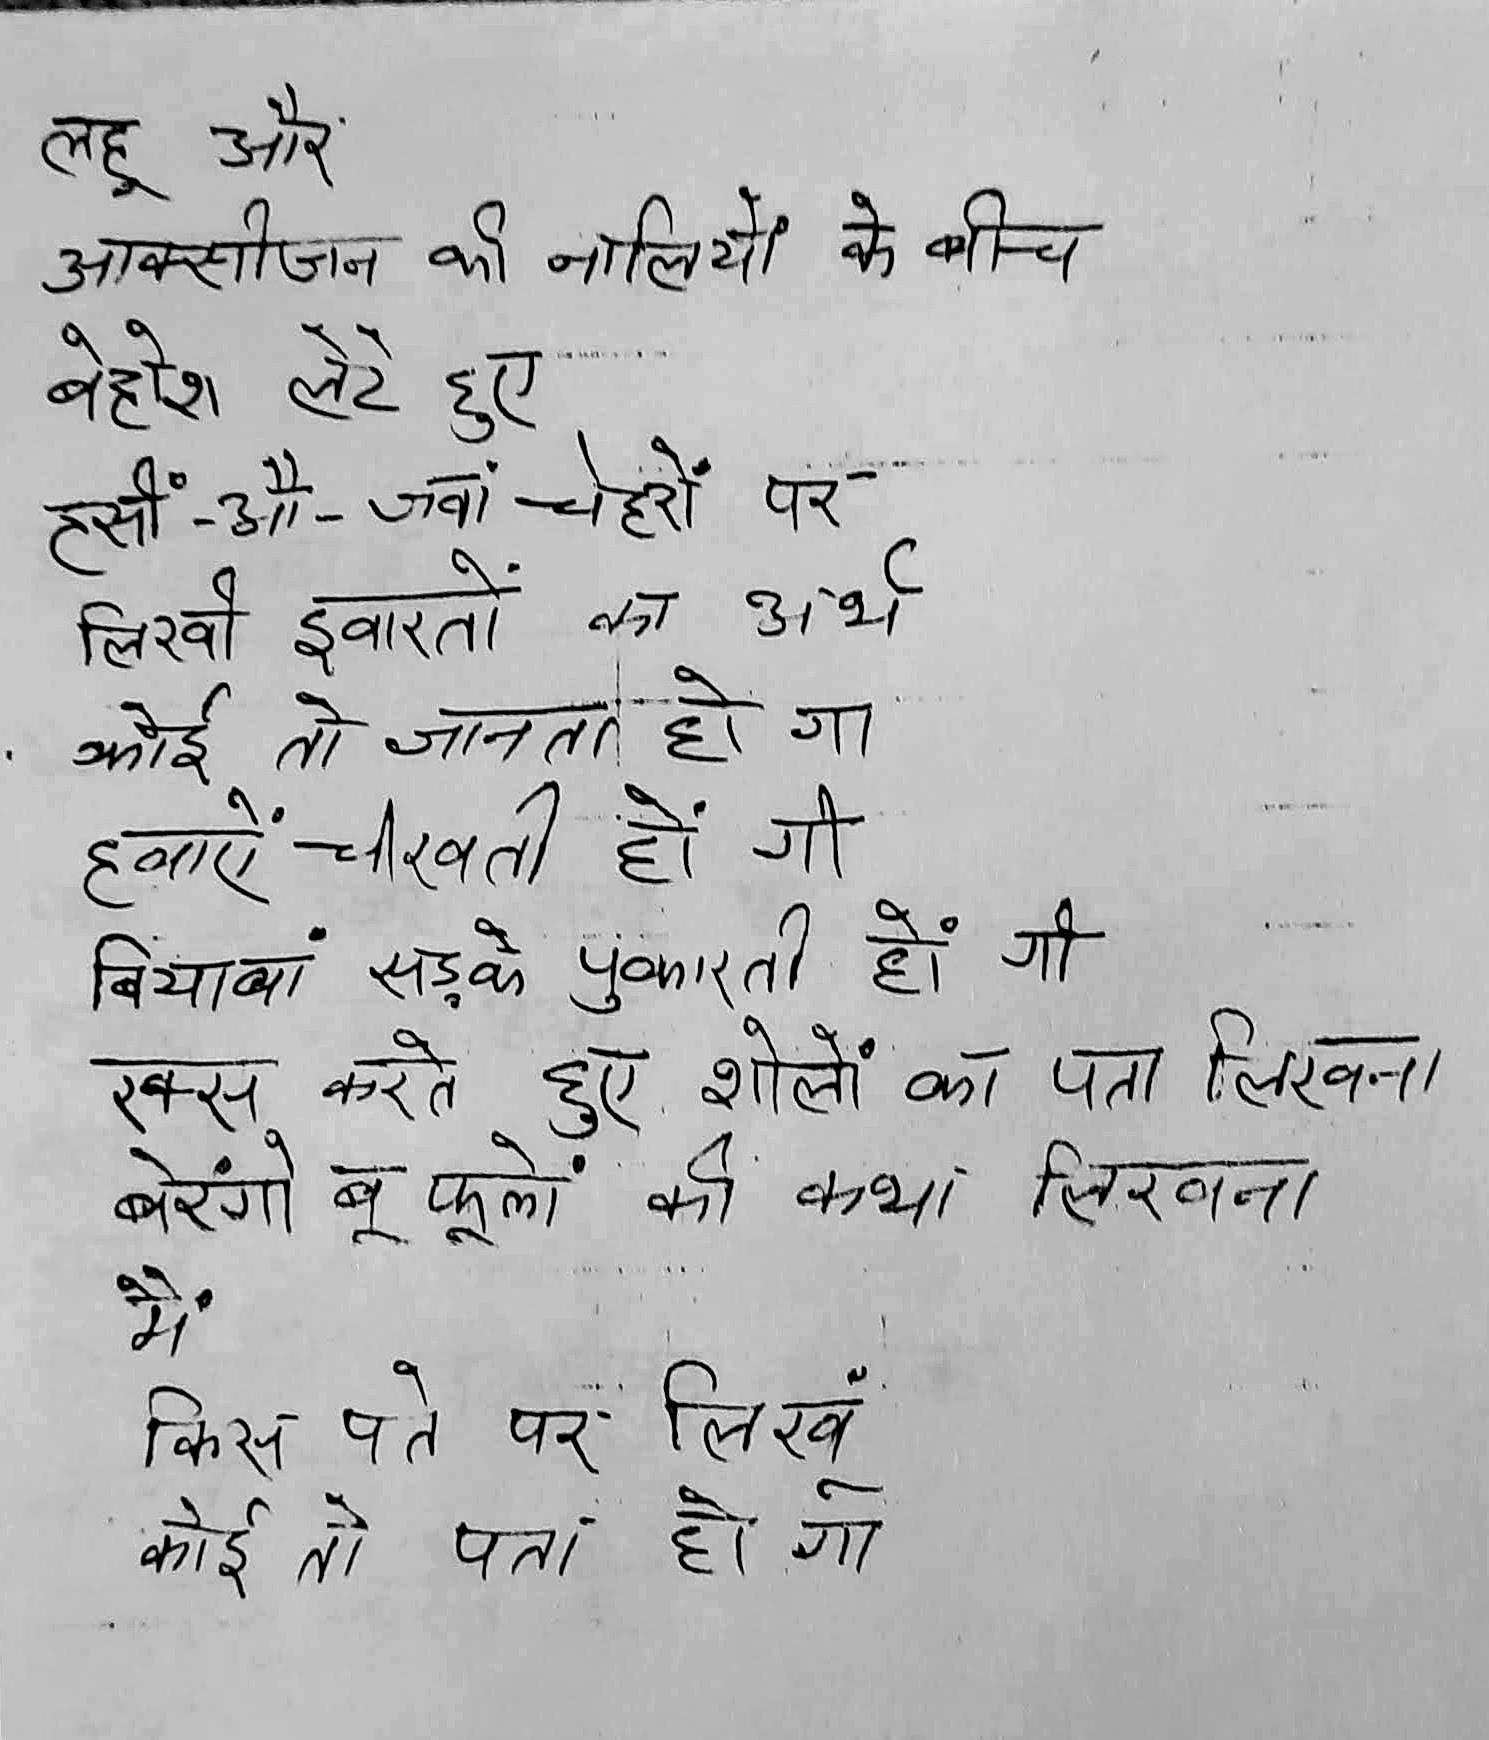 लहू और
आक्सीजन की नालियों के बीच
बेहोश लेटे हुए
हसीं-औ-जवां चेहरों पर
लिखी इबारतों का अर्थ
कोई तो जानता हो गा
हवाएें चीखती हों गी
बियाबां सड़के पुकारती हों गी
रक्स करते हुए शोलों का पता लिखना
बेरंगो बू फूलों की कथा लिखना
मैं
किस पते पर लिखूं
कोई तो पता हो गा